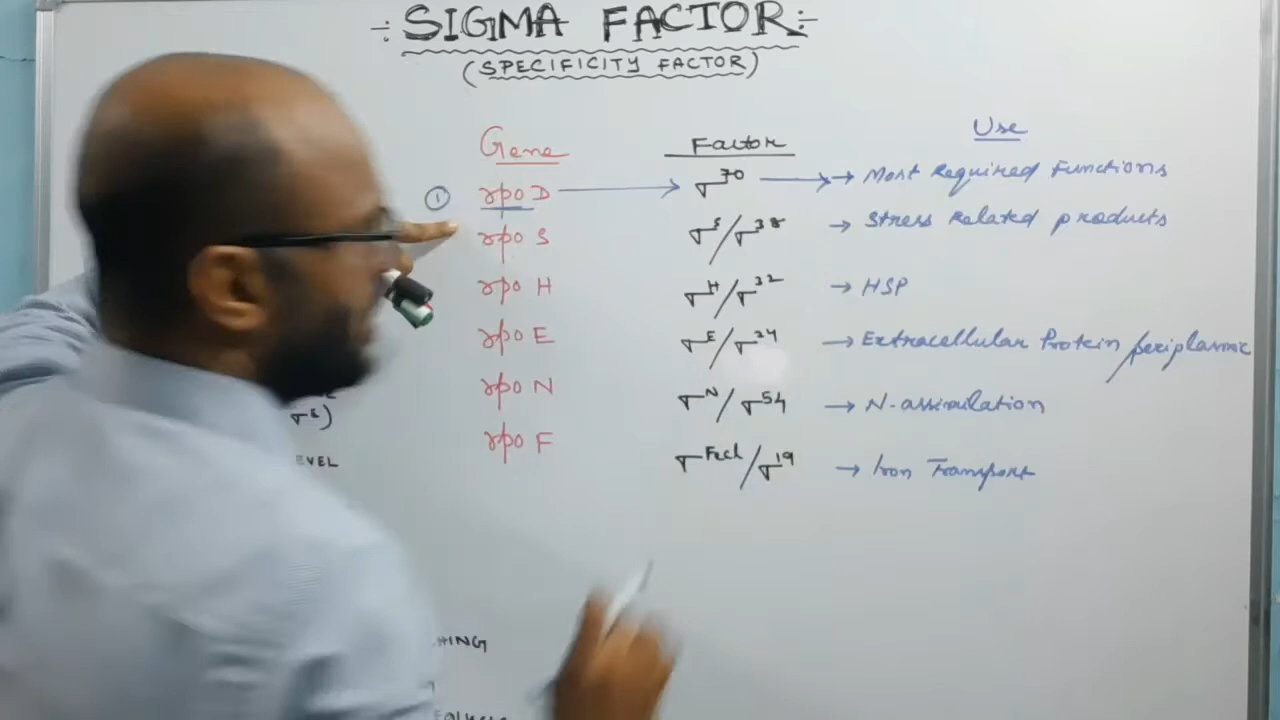 SIGMA FACTOR
(SPECIFICITY FACTOR)
Gene Factor Use
① rpo D → σ70 → Most Required Functions
rpo S σS/σ38 → Stress Related products
rpo H σH/σ32 → HSP
rpo E σE/σ24 → Extracellular Protein/periplasmic
rpo N σN/σ54 → N-assimilation
rpo F σFecI/σ19 → Iron Transport